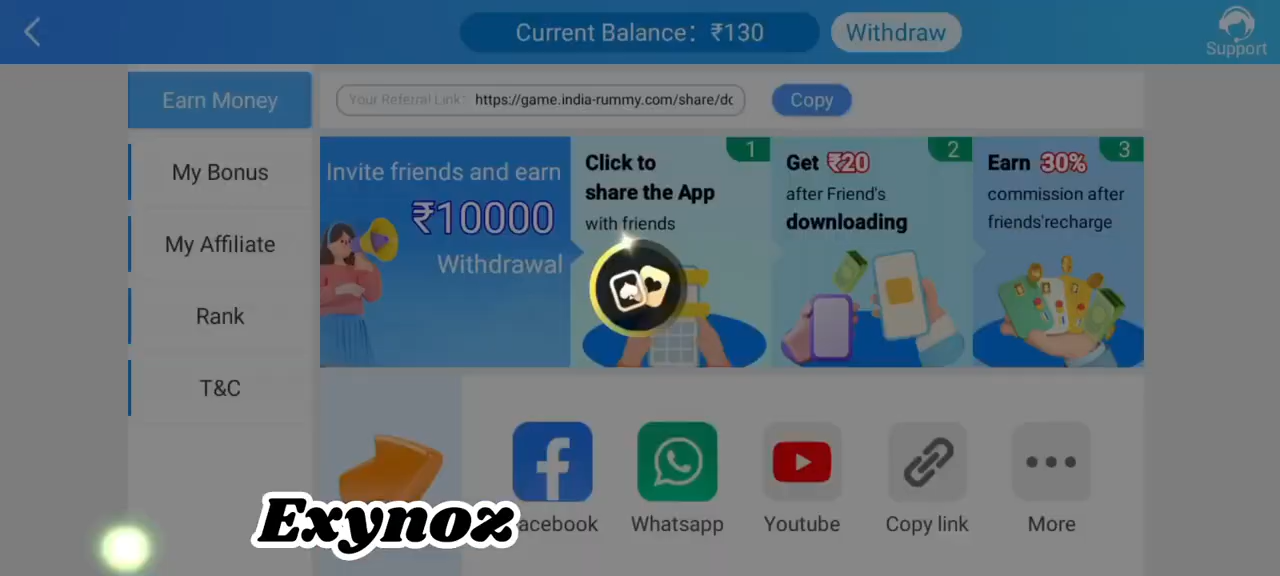 Current Balance: ₹130
Withdraw
Support
Earn Money
My Bonus
My Affiliate
Rank
T&C
Your Referral Link: https://game.india-rummy.com/share/dc
Copy
Invite friends and earn
₹10000
Withdrawal
1
Click to
share the App
with friends
2
Get ₹20
after Friend's
downloading
3
Earn 30%
commission after
friends'recharge
acebook
Whatsapp
Youtube
Copy link
More
Exynoz